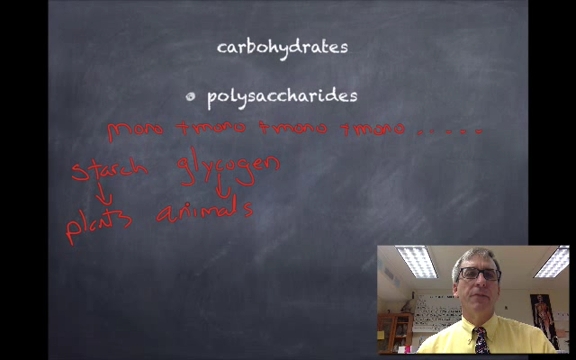 carbohydrates
polysaccharides
mono + mono + mono + mono .....
starch glycogen
plants animals